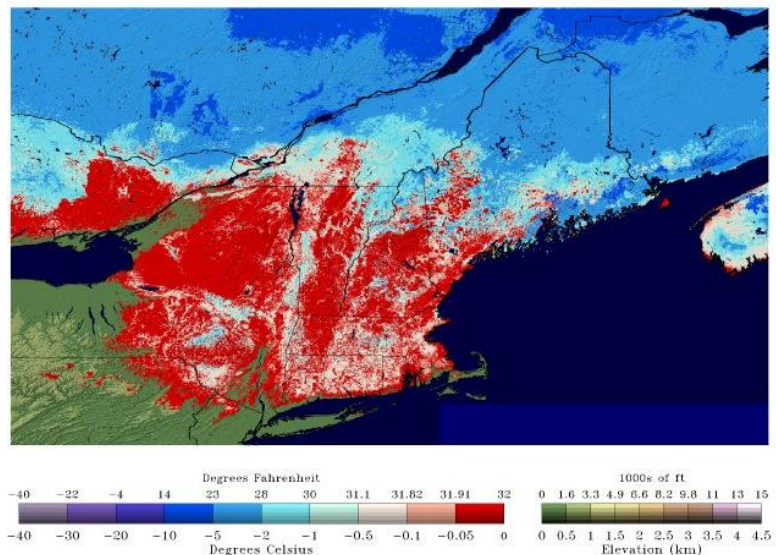 Degrees Fahrenheit
1000s of ft
-40 -22 -4 14 23 28 30 31.1 31.82 31.91 32
0 1.6 3.3 4.9 6.6 8.2 9.8 11 13 15
-40 -30 -20 -10 -5 -2 -1 -0.5 -0.1 -0.05 0
0 0.5 1 1.5 2 2.5 3 3.5 4 4.5
Degrees Celsius
Elevation (km)